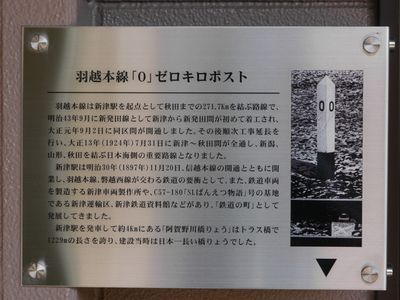 羽越本線「0」ゼロキロポスト
羽越本線は新津駅を起点として秋田までの271.7Kmを結ぶ路線で、
明治43年9月に新発田線として新津から新発田間が初めて着工され、
大正元年9月2日に同区間が開通しました。その後順次工事延長を
行い、大正13年(1924年)7月31日に新津～秋田間が全通し、新潟、
山形、秋田を結ぶ日本海側の重要路線となりました。
新津駅は明治30年(1897年)11月20日、信越本線の開通とともに開
業し、羽越本線、磐越西線が交わる鉄道の要衝として、また、鉄道車両
を製造する新津車両製作所や、C57-180「SLばんえつ物語」号の基地
である新津運輸区、新津鉄道資料館などがあり、「鉄道の町」として
発展してきました。
新津駅を発車して約4Kmにある「阿賀野川橋りょう」はトラス橋で
1229mの長さを誇り、建設当時は日本一長い橋りょうでした。
0 0